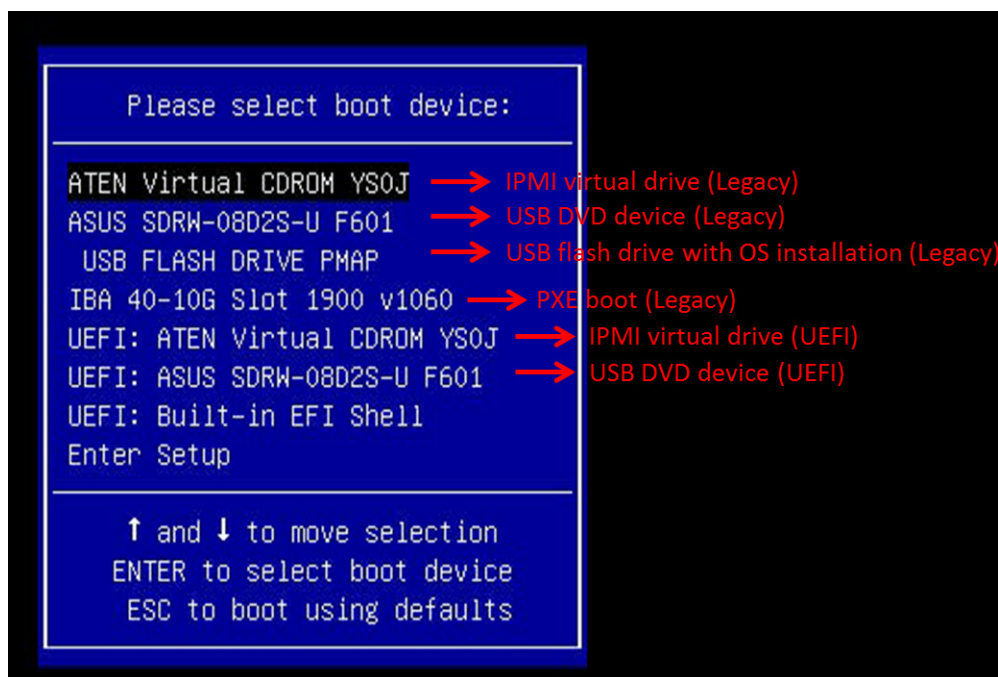 Please select boot device:
ATEN Virtual CDROM YS0J → IPMI virtual drive (Legacy)
ASUS SDRW-08D2S-U F601 → USB DVD device (Legacy)
USB FLASH DRIVE PMAP → USB flash drive with OS installation (Legacy)
IBA 40-10G Slot 1900 v1060 → PXE boot (Legacy)
UEFI: ATEN Virtual CDROM YS0J → IPMI virtual drive (UEFI)
UEFI: ASUS SDRW-08D2S-U F601 → USB DVD device (UEFI)
UEFI: Built-in EFI Shell
Enter Setup
↑ and ↓ to move selection
ENTER to select boot device
ESC to boot using defaults